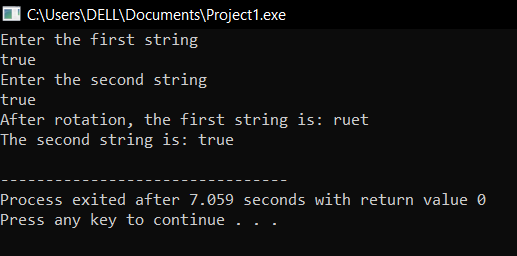 C:\Users\DELL\Documents\Project1.exe
Enter the first string
true
Enter the second string
true
After rotation, the first string is: ruet
The second string is: true
--------------------------------
Process exited after 7.059 seconds with return value 0
Press any key to continue . . .